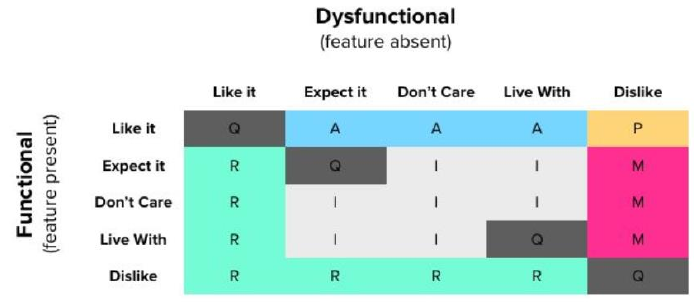 Dysfunctional
(feature absent)
Like it Expect it Don't Care Live With Dislike
Functional
(feature present)
Like it Q A A A P
Expect it R Q I I M
Don't Care R I I I M
Live With R I I Q M
Dislike R R R R Q